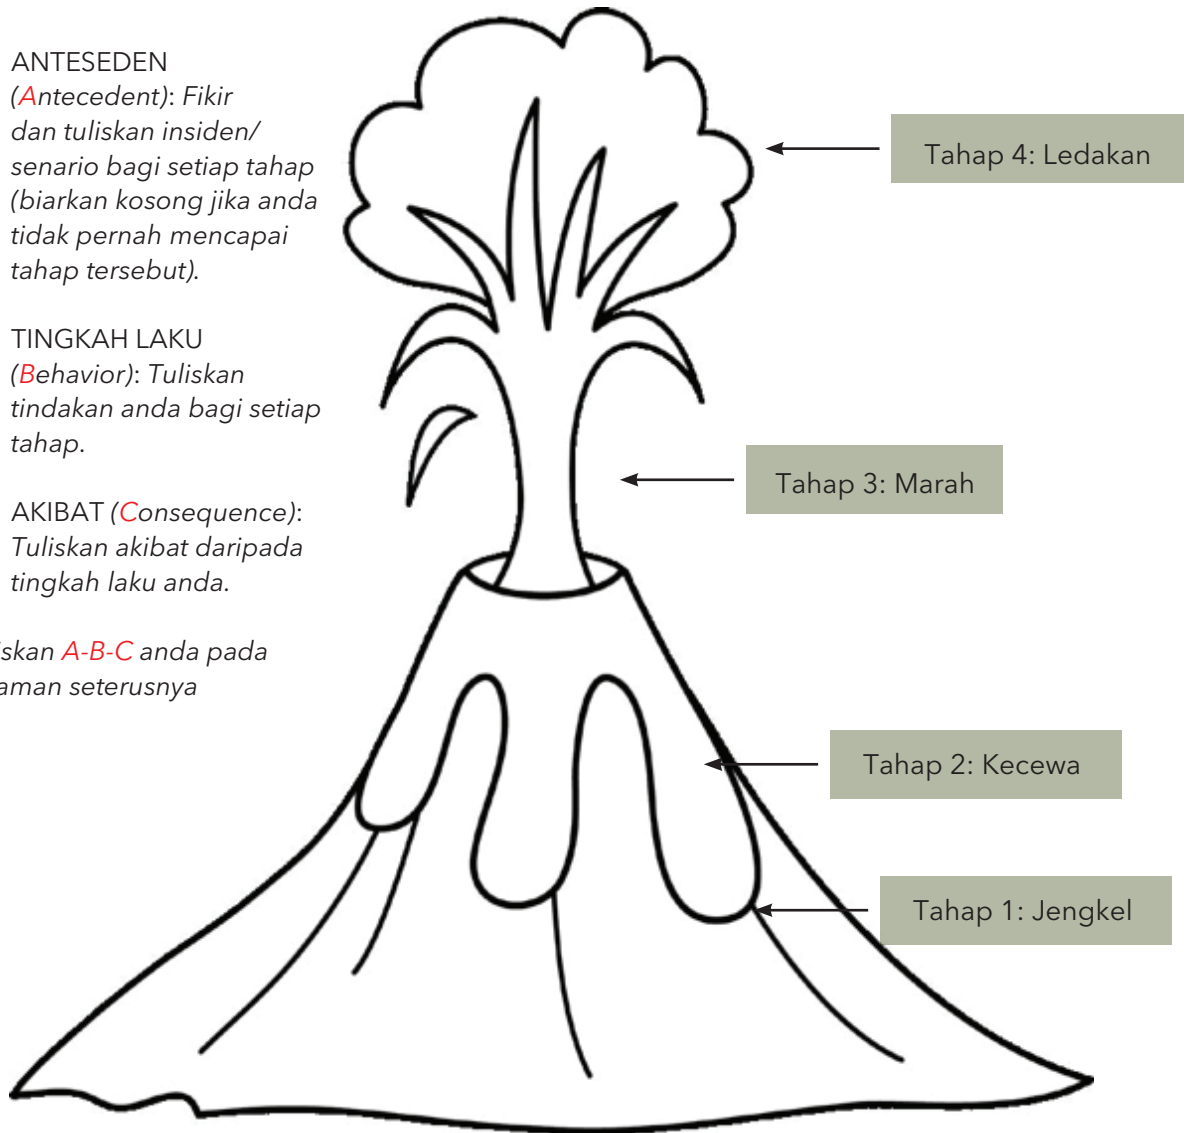 ANTESEDEN
(Antecedent): Fikir
dan tuliskan insiden/
senario bagi setiap tahap
(biarkan kosong jika anda
tidak pernah mencapai
tahap tersebut).
TINGKAH LAKU
(Behavior): Tuliskan
tindakan anda bagi setiap
tahap.
AKIBAT (Consequence):
Tuliskan akibat daripada
tingkah laku anda.
iskan A-B-C anda pada
aman seterusnya
Tahap 4: Ledakan
Tahap 3: Marah
Tahap 2: Kecewa
Tahap 1: Jengkel